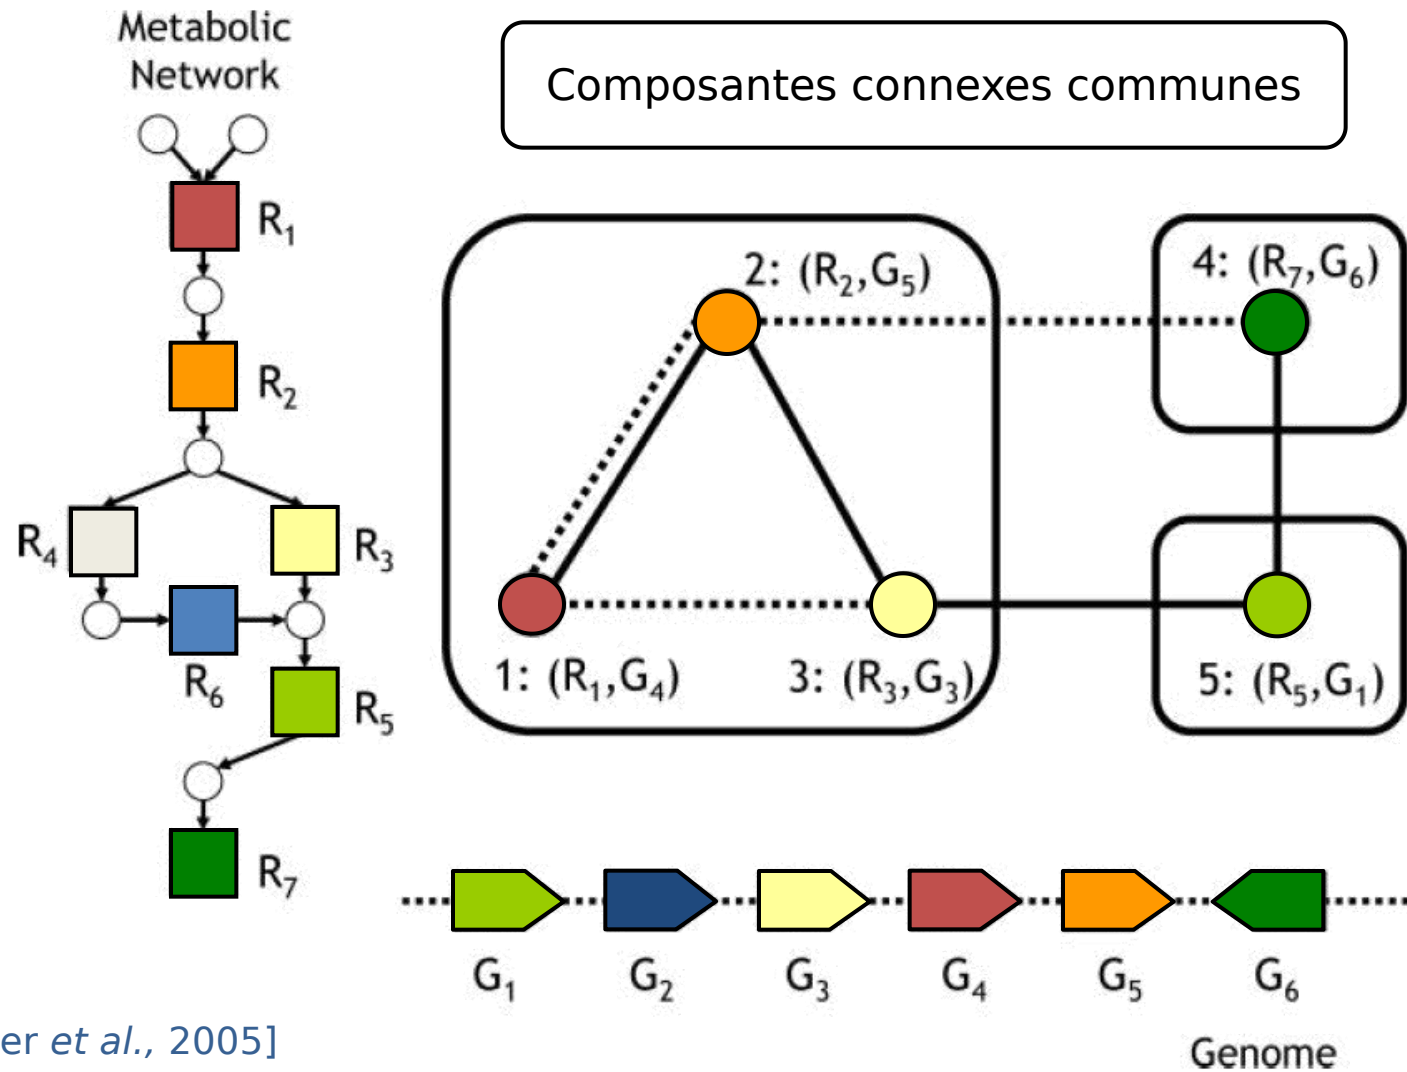 Metabolic
Network
Composantes connexes communes
R1
R2
R4
R3
R6
R5
R7
2: (R2,G5)
4: (R7,G6)
1: (R1,G4)
3: (R3,G3)
5: (R5,G1)
G1
G2
G3
G4
G5
G6
Genome
er et al., 2005]